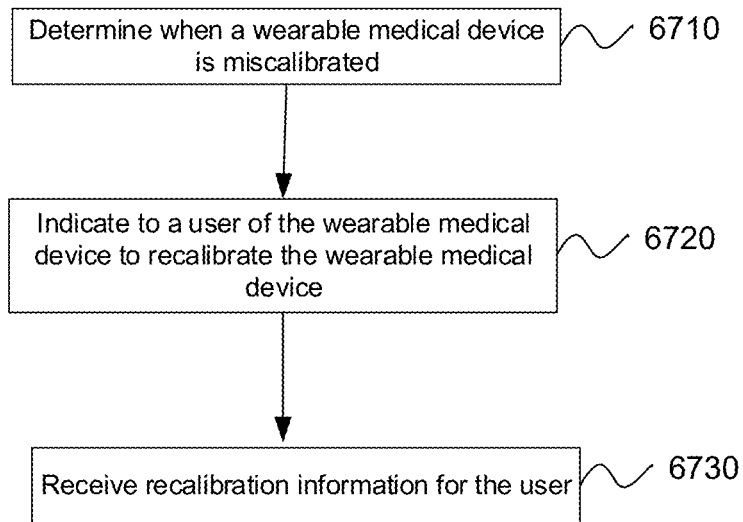 Determine when a wearable medical device
is miscalibrated
6710
Indicate to a user of the wearable medical
device to recalibrate the wearable medical
device
6720
Receive recalibration information for the user
6730